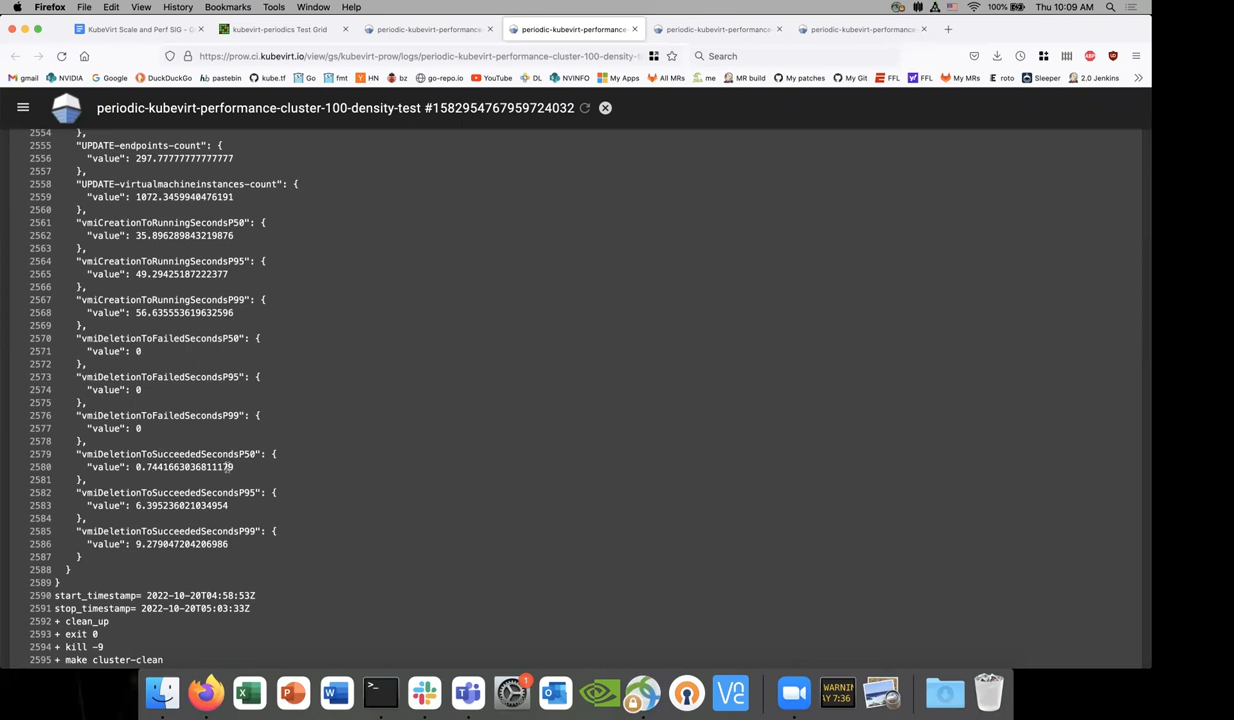 Firefox File Edit View History Bookmarks Tools Window Help
100% Thu 10:09 AM
KubeVirt Scale and Perf SIG - G
kubevirt-periodics Test Grid
periodic-kubevirt-performance
periodic-kubevirt-performance-
periodic-kubevirt-performance-
periodic-kubevirt-performance-
https://prow.ci.kubevirt.io/view/gs/kubevirt-prow/logs/periodic-kubevirt-performance-cluster-100-density-t
Search
gmail NVIDIA Google DuckDuckGo pastebin kube.tf Go fmt HN bz go-repo.io YouTube DL NVINFO My Apps All MRs me MR build My patches My Git FFL FFL My MRs roto Sleeper 2.0 Jenkins
periodic-kubevirt-performance-cluster-100-density-test #1582954767959724032
2554 },
2555 "UPDATE-endpoints-count": {
2556 "value": 297.77777777777777
2557 },
2558 "UPDATE-virtualmachineinstances-count": {
2559 "value": 1072.3459940476191
2560 },
2561 "vmiCreationToRunningSecondsP50": {
2562 "value": 35.896289843219876
2563 },
2564 "vmiCreationToRunningSecondsP95": {
2565 "value": 49.29425187222377
2566 },
2567 "vmiCreationToRunningSecondsP99": {
2568 "value": 56.635553619632596
2569 },
2570 "vmiDeletionToFailedSecondsP50": {
2571 "value": 0
2572 },
2573 "vmiDeletionToFailedSecondsP95": {
2574 "value": 0
2575 },
2576 "vmiDeletionToFailedSecondsP99": {
2577 "value": 0
2578 },
2579 "vmiDeletionToSucceededSecondsP50": {
2580 "value": 0.7441663036811179
2581 },
2582 "vmiDeletionToSucceededSecondsP95": {
2583 "value": 6.395236021034954
2584 },
2585 "vmiDeletionToSucceededSecondsP99": {
2586 "value": 9.279047204206986
2587 }
2588 }
2589 }
2590 start_timestamp= 2022-10-20T04:58:53Z
2591 stop_timestamp= 2022-10-20T05:03:33Z
2592 + clean_up
2593 + exit 0
2594 + kill -9
2595 + make cluster-clean
1
WARNIN
AY 7:36